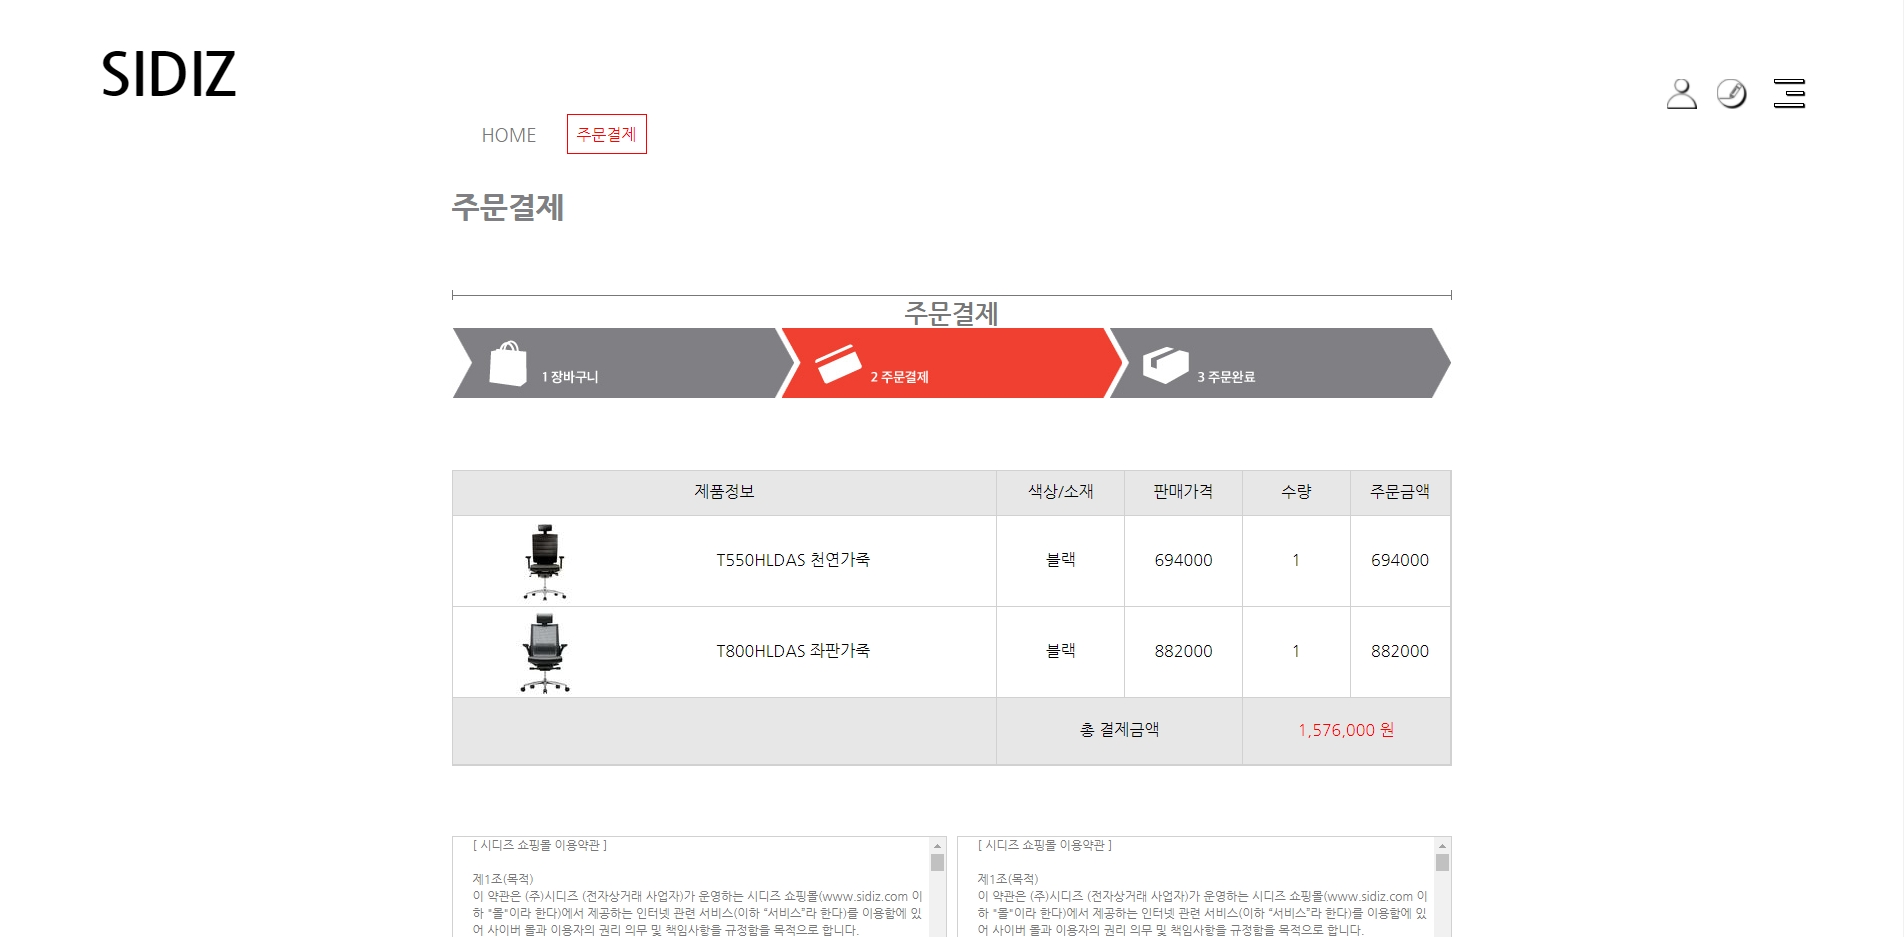 SIDIZ
HOME 주문결제
주문결제
주문결제
1 장바구니 2 주문결제 3 주문완료
제품정보 색상/소재 판매가격 수량 주문금액
T550HLDAS 천연가죽 블랙 694000 1 694000
T800HLDAS 좌판가죽 블랙 882000 1 882000
총 결제금액 1,576,000 원
[ 시디즈 쇼핑몰 이용약관 ]
제1조(목적)
이 약관은 (주)시디즈 (전자상거래 사업자)가 운영하는 시디즈 쇼핑몰(www.sidiz.com 이
하 "몰"이라 한다)에서 제공하는 인터넷 관련 서비스(이하 “서비스”라 한다)를 이용함에 있
어 사이버 몰과 이용자의 권리 의무 및 책임사항을 규정함을 목적으로 합니다.
[ 시디즈 쇼핑몰 이용약관 ]
제1조(목적)
이 약관은 (주)시디즈 (전자상거래 사업자)가 운영하는 시디즈 쇼핑몰(www.sidiz.com 이
하 "몰"이라 한다)에서 제공하는 인터넷 관련 서비스(이하 “서비스”라 한다)를 이용함에 있
어 사이버 몰과 이용자의 권리 의무 및 책임사항을 규정함을 목적으로 합니다.